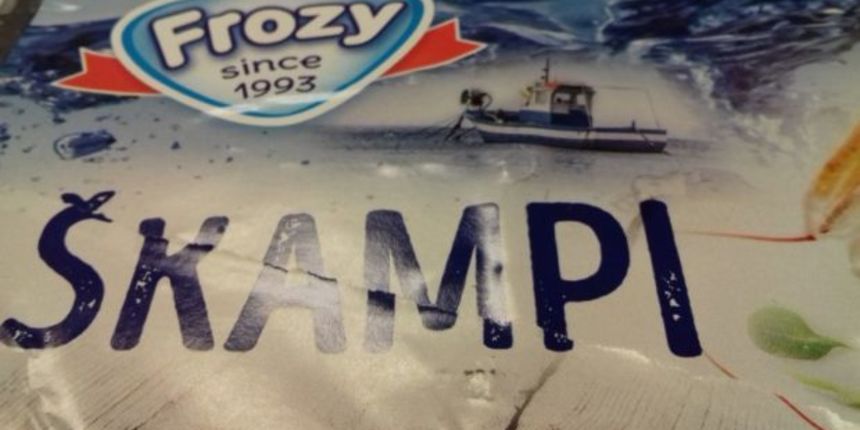 Frozy
since
1993
ŠKAMPI